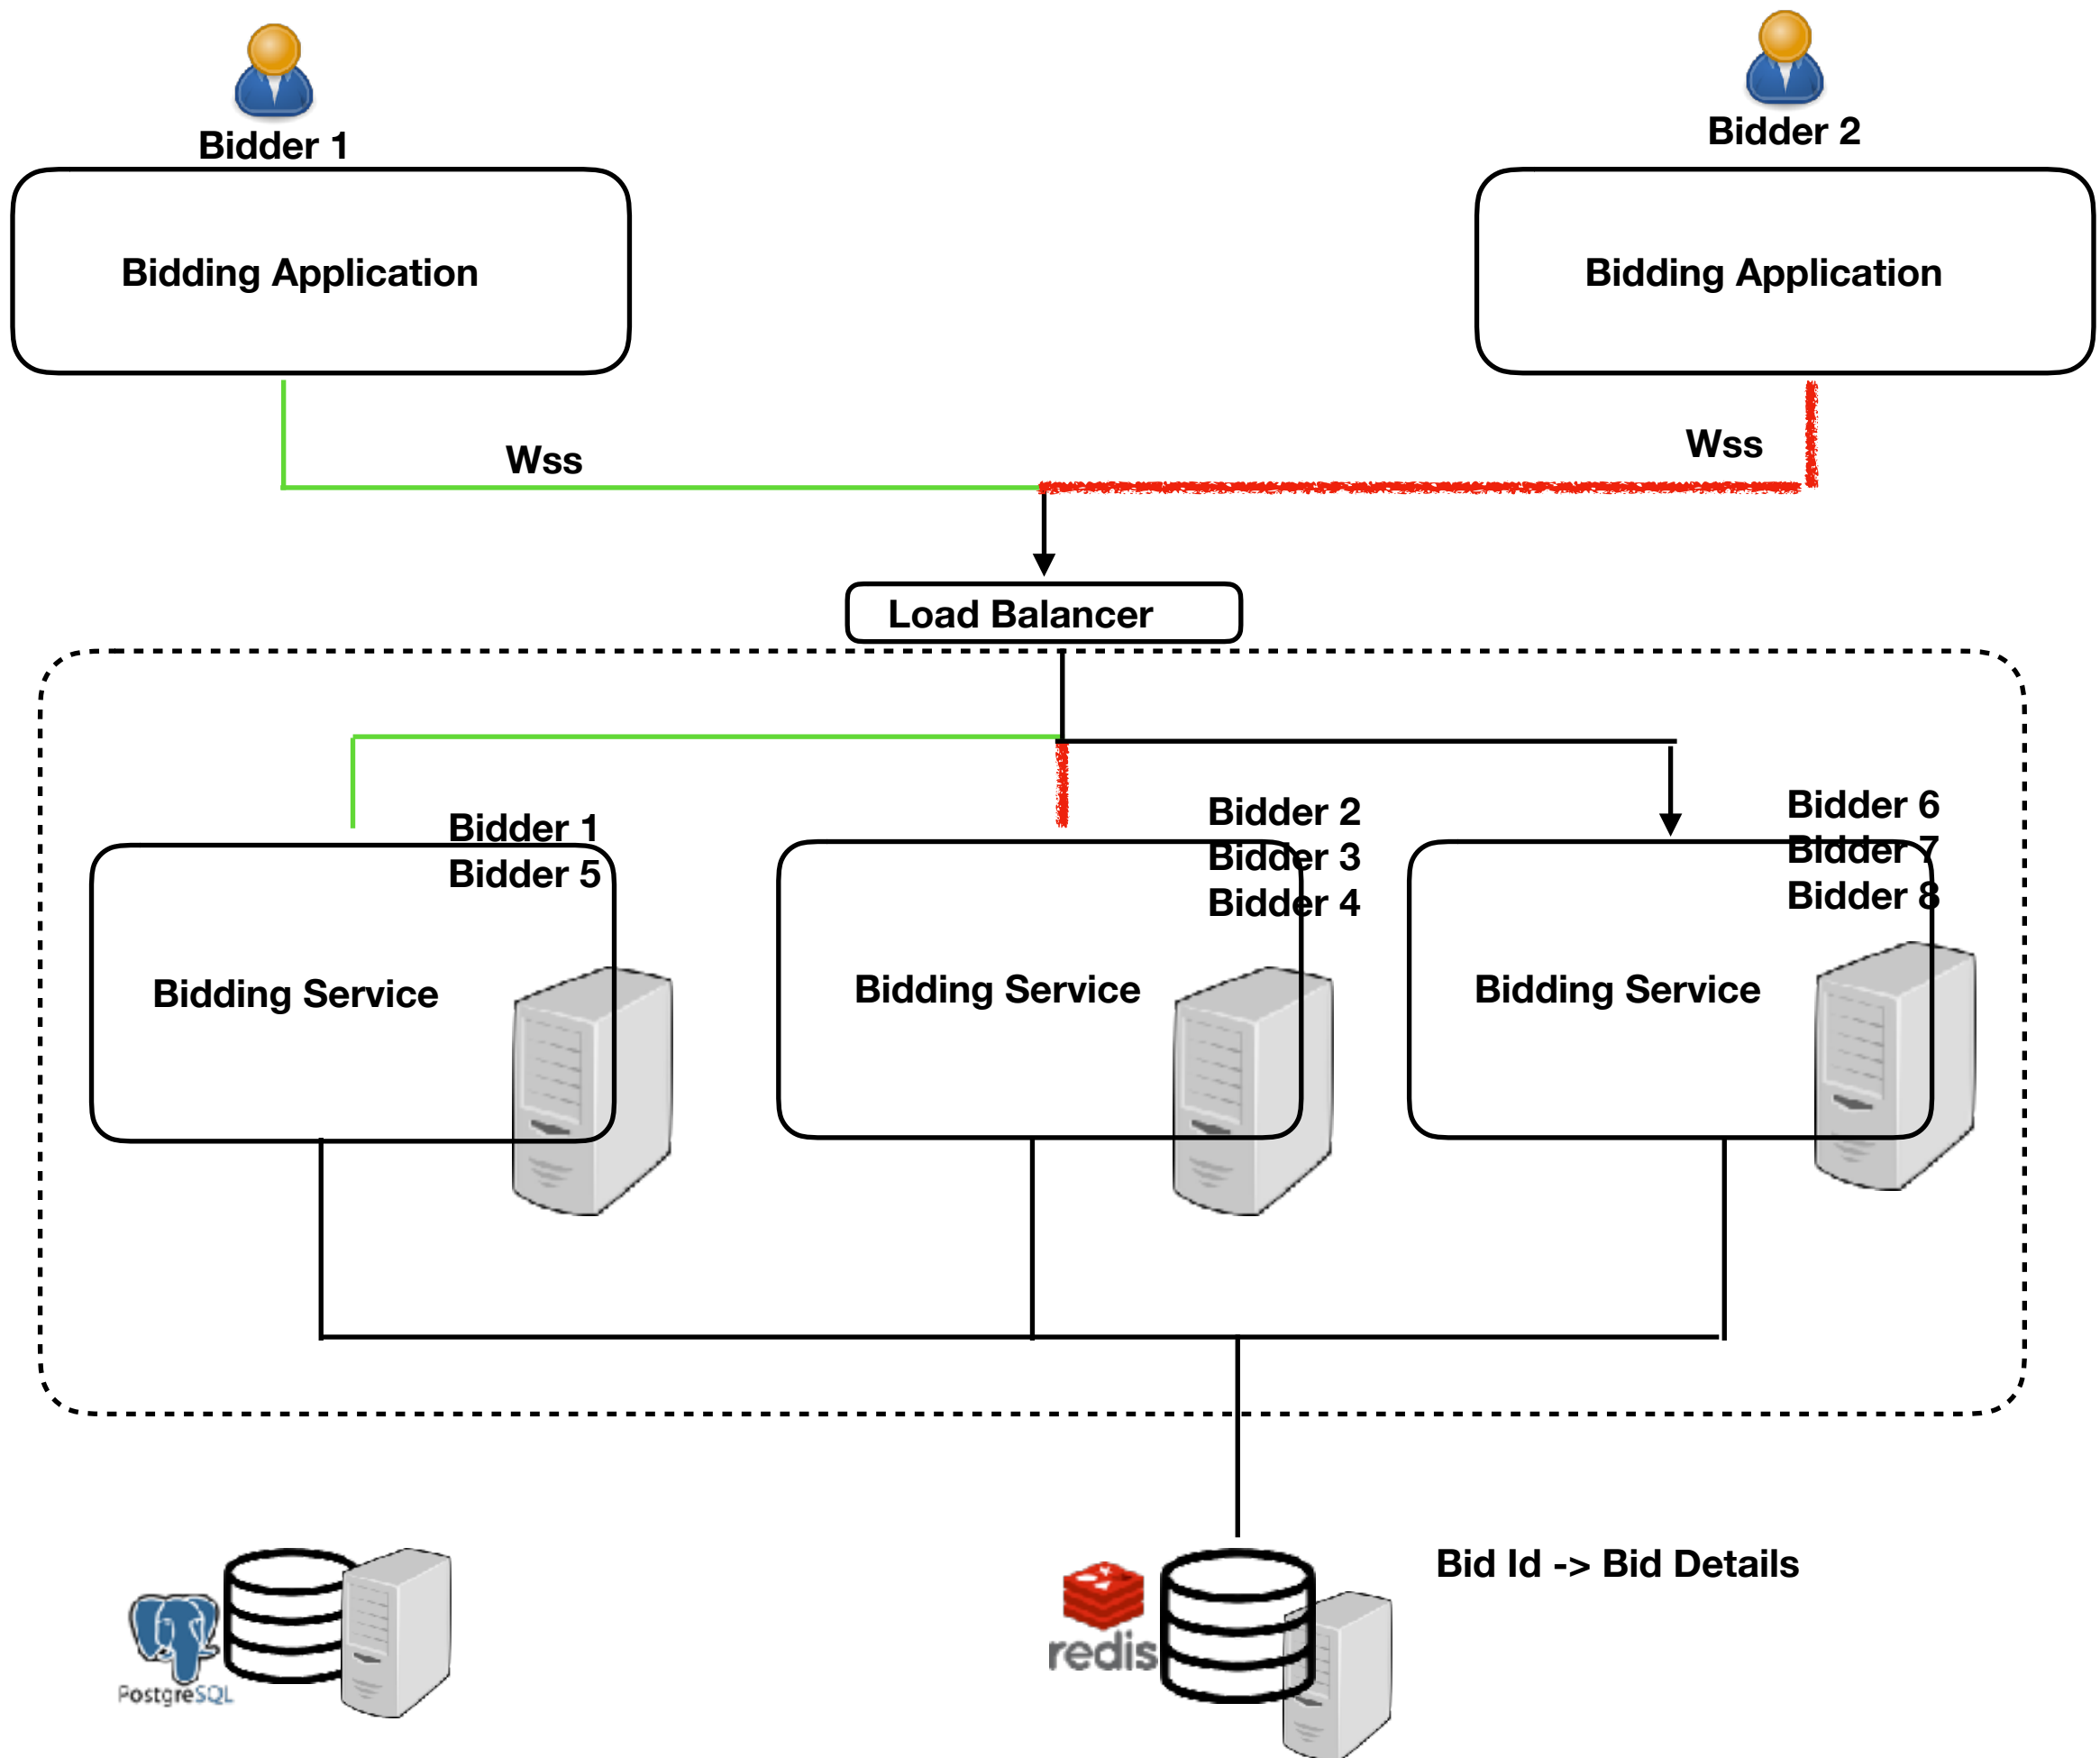 Bidder 1
Bidder 2
Bidding Application
Bidding Application
Wss
Wss
Load Balancer
Bidder 1
Bidder 5
Bidder 2
Bidder 3
Bidder 4
Bidder 6
Bidder 7
Bidder 8
Bidding Service
Bidding Service
Bidding Service
Bid Id -> Bid Details
PostgreSQL
redis